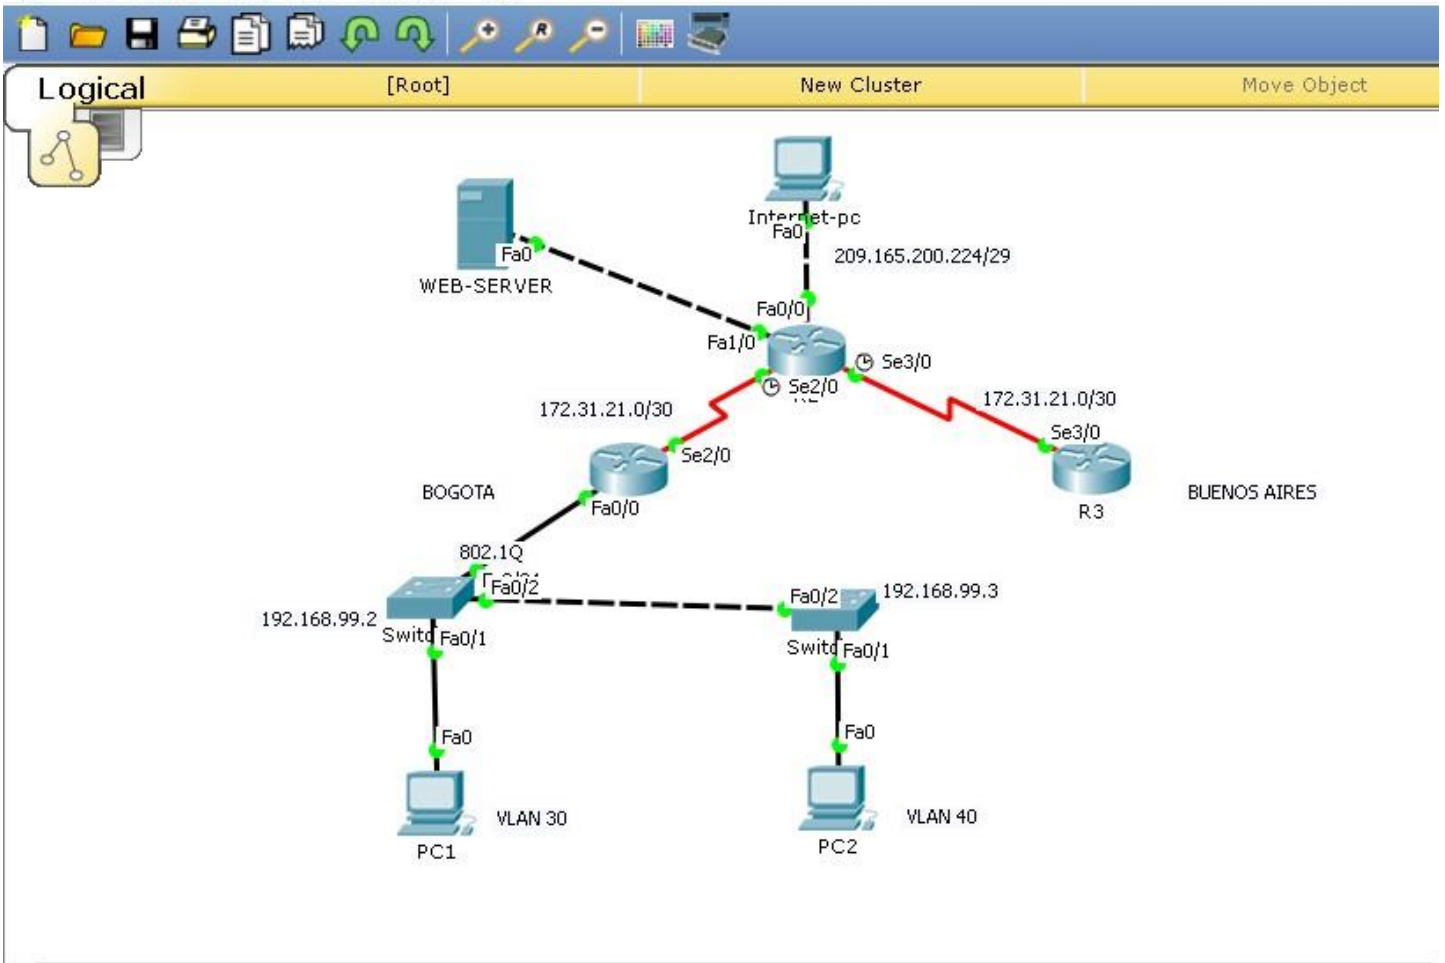 Logical
[Root]
New Cluster
Move Object
Internet-pc
Fa0
209.165.200.224/29
Fa0
WEB-SERVER
Fa0/0
Fa1/0
Se3/0
Se2/0
172.31.21.0/30
172.31.21.0/30
Se3/0
Se2/0
BOGOTA
Fa0/0
BUENOS AIRES
R3
802.1Q
Fa0/2
Fa0/2
192.168.99.3
192.168.99.2
Fa0/1
Fa0/1
Fa0
Fa0
VLAN 30
VLAN 40
PC1
PC2